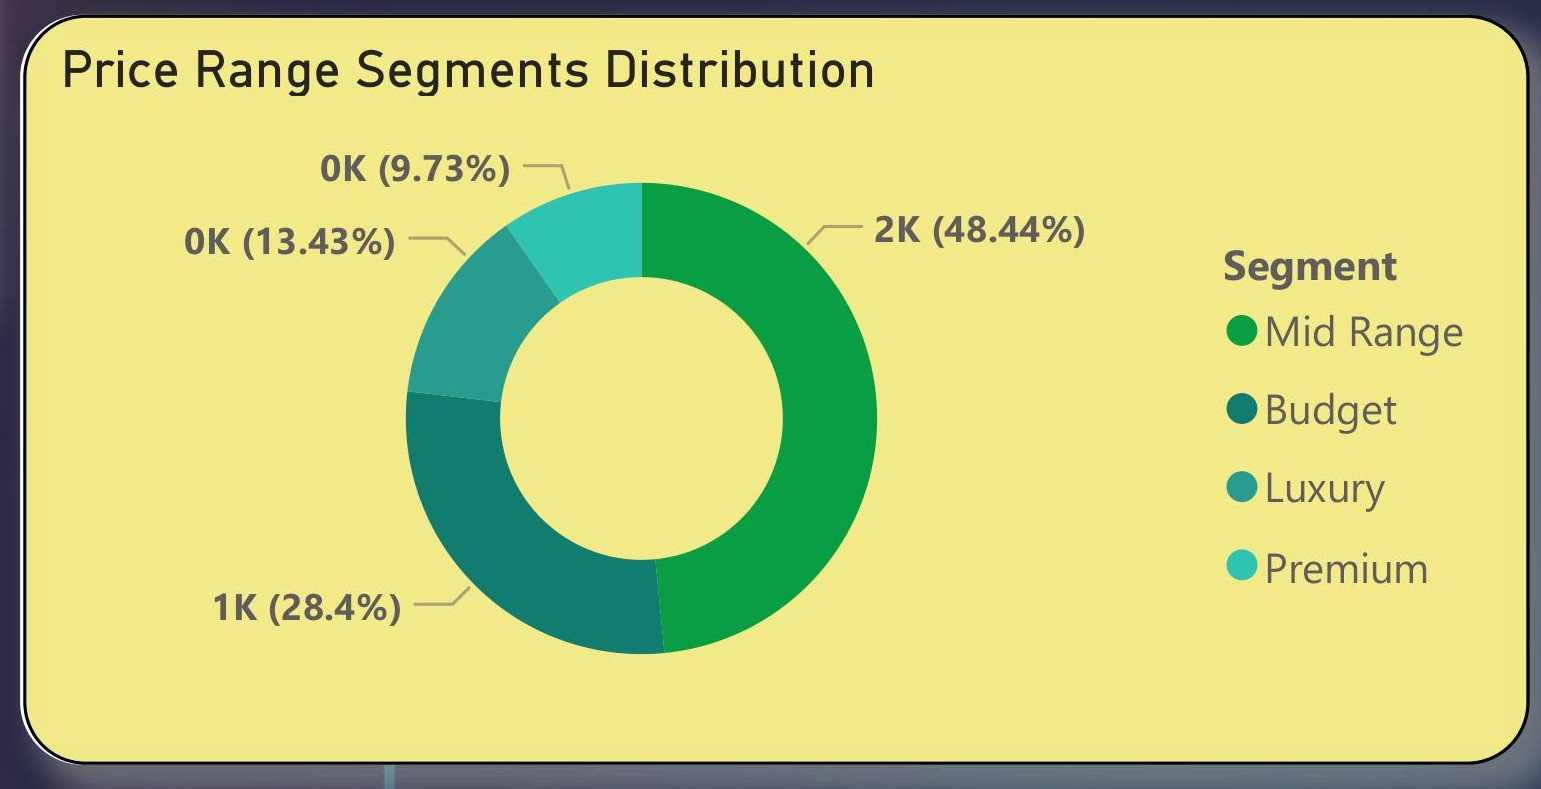 Price Range Segments Distribution
0K (9.73%)
2K (48.44%)
0K (13.43%)
1K (28.4%)
Segment
Mid Range
Budget
Luxury
Premium